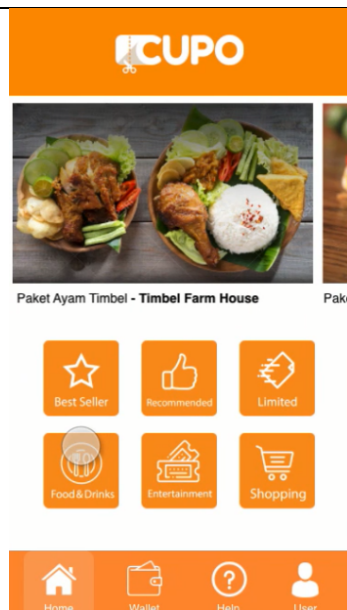 CUPO
Paket Ayam Timbel - Timbel Farm House
Best Seller
Recommended
Limited
Food & Drinks
Entertainment
Shopping
Home
Wallet
Help
User